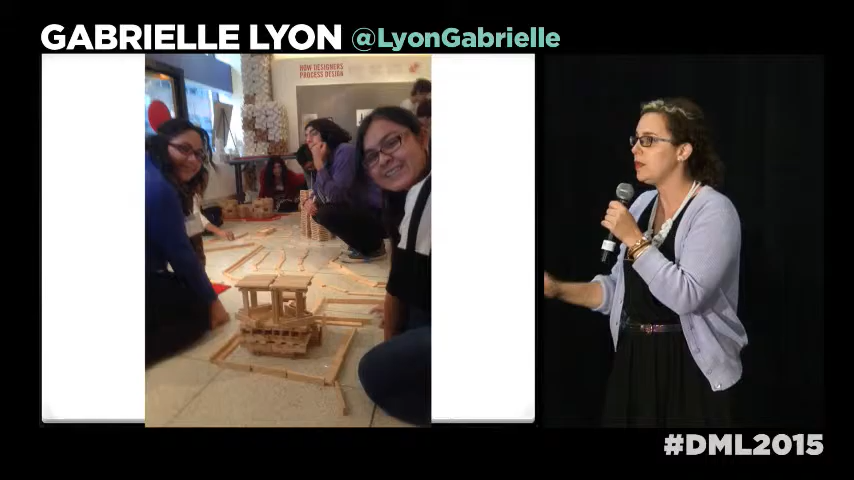 GABRIELLE LYON @LyonGabrielle
HOW DESIGNERS
PROCESS DESIGN
#DML2015